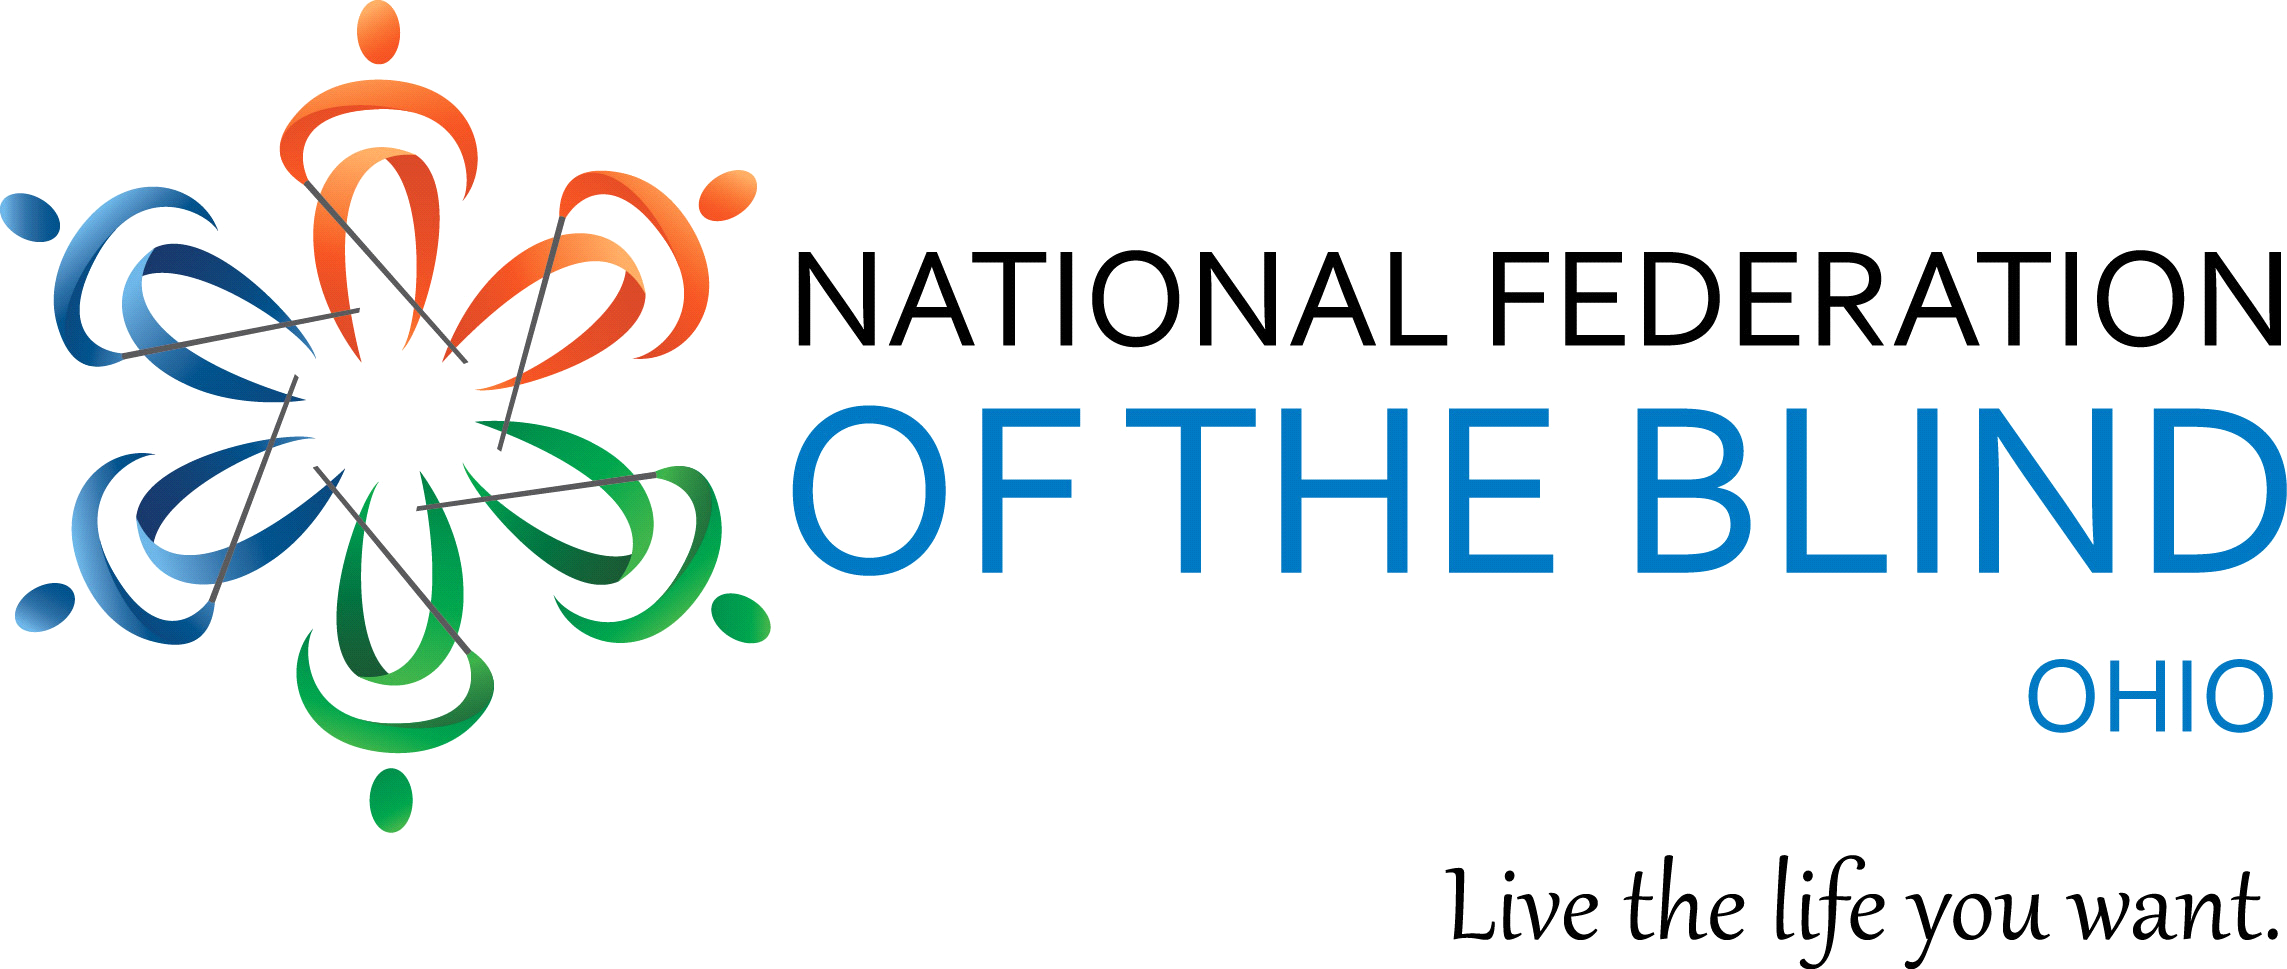 NATIONAL FEDERATION
OF THE BLIND
OHIO
Live the life you want.